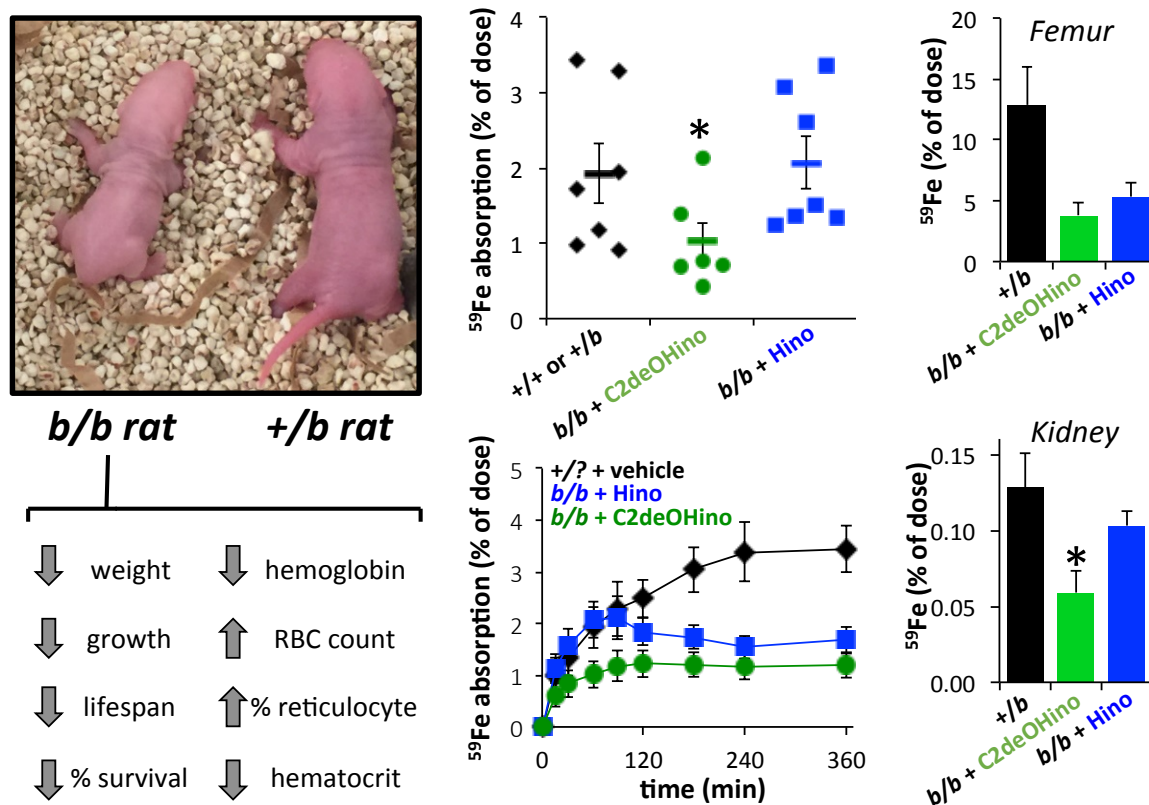 b/b rat
+/b rat
weight
hemoglobin
growth
RBC count
lifespan
% reticulocyte
% survival
hematocrit
⁵⁹Fe absorption (% of dose)
4
3
2
1
0
*
+/+ or +/b
b/b + C2deOHino
b/b + Hino
⁵⁹Fe absorption (% of dose)
5
4
3
2
1
0
+/? + vehicle
b/b + Hino
b/b + C2deOHino
0
120
240
360
time (min)
Femur
⁵⁹Fe (% of dose)
20
15
10
5
0
+/b
b/b + C2deOHino
b/b + Hino
Kidney
⁵⁹Fe (% of dose)
0.15
0.10
0.05
0.00
*
+/b
b/b + C2deOHino
b/b + Hino